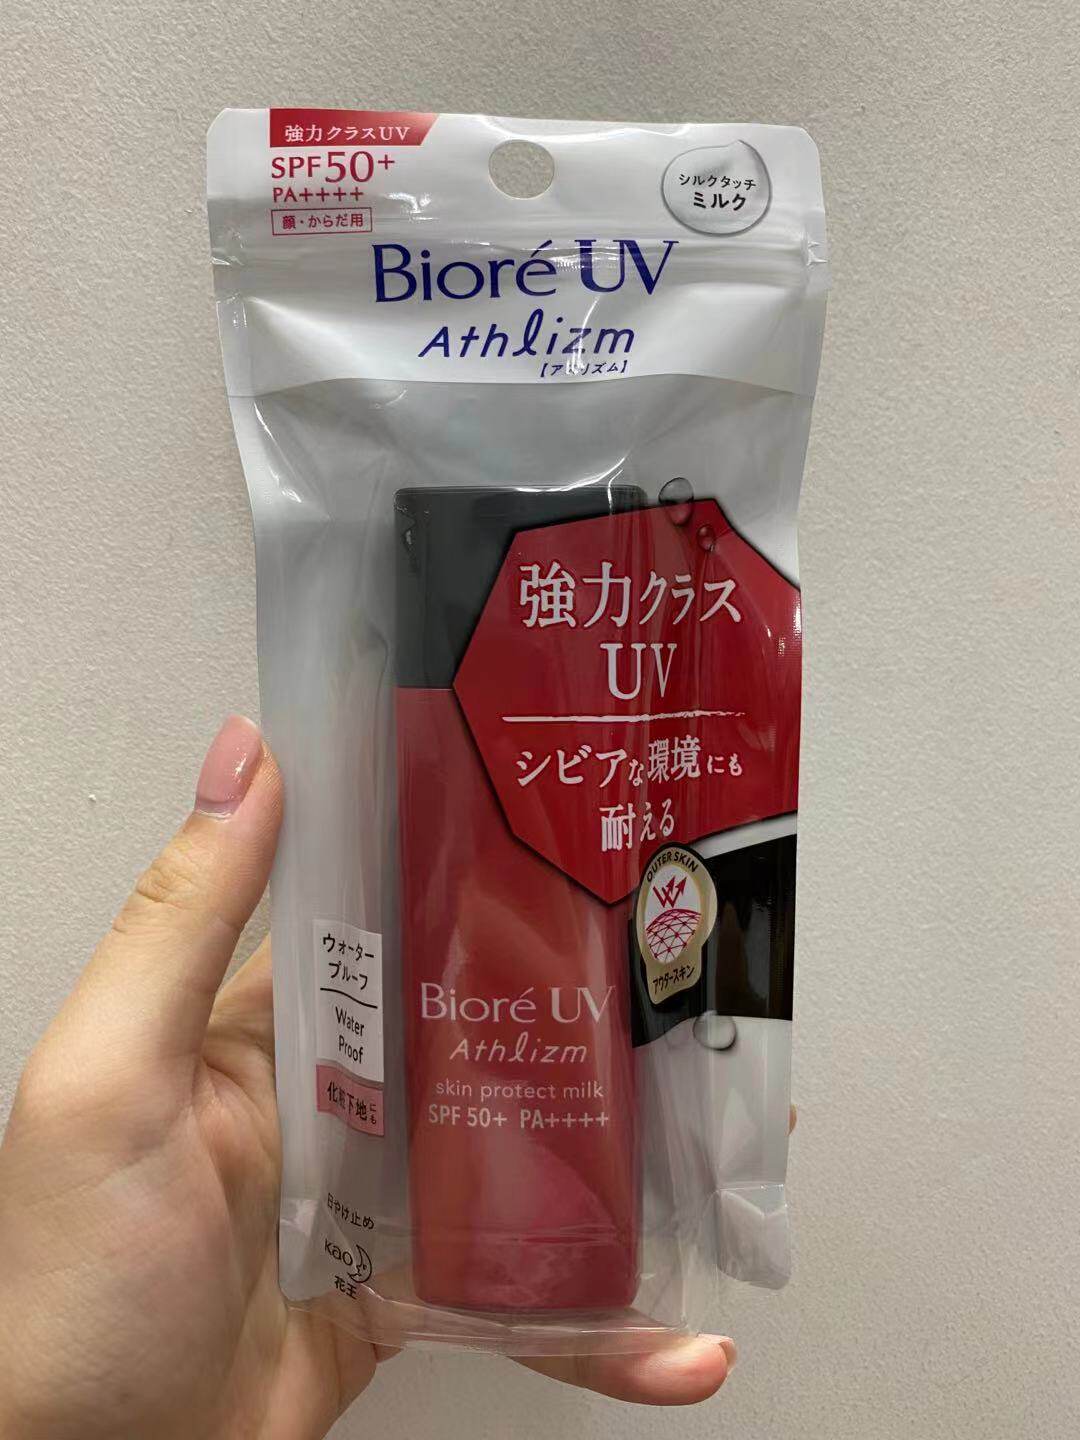 強力クラスUV
SPF50+
PA++++
顔・からだ用
シルクタッチ
ミルク
Bioré UV
Athlizm
【アスリズム】
強力クラス
UV
シビアな環境にも
耐える
OUTER SKIN
アウタースキン
ウォーター
プルーフ
Water
Proof
化粧下地にも
Bioré UV
Athlizm
skin protect milk
SPF 50+ PA++++
日やけ止め
kao
花王